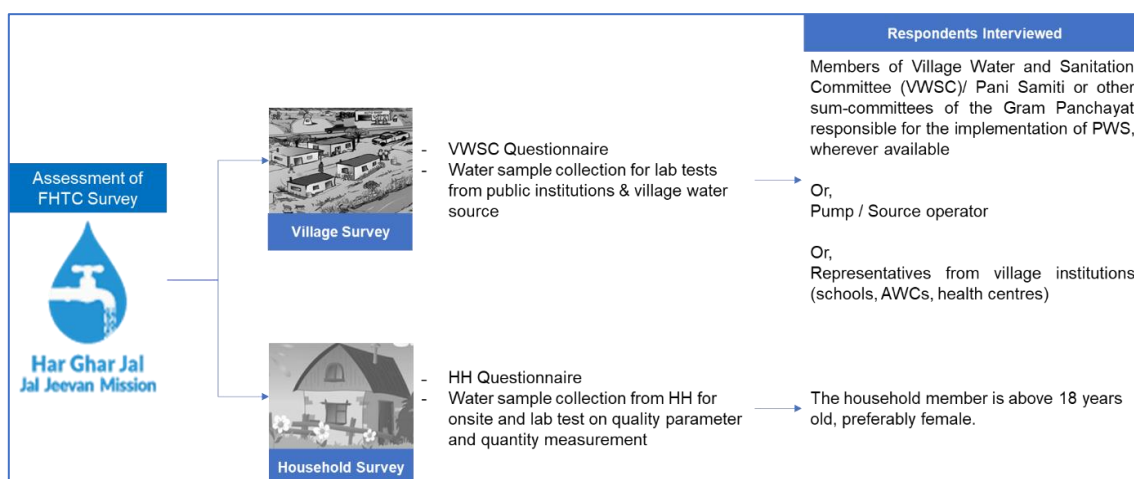 Respondents Interviewed
Members of Village Water and Sanitation
Committee (VWSC)/ Pani Samiti or other
sum-committees of the Gram Panchayat
responsible for the implementation of PWS,
wherever available
Or,
Pump / Source operator
Or,
Representatives from village institutions
(schools, AWCs, health centres)
Assessment of
FHTC Survey
Har Ghar Jal
Jal Jeevan Mission
Village Survey
- VWSC Questionnaire
- Water sample collection for lab tests
from public institutions & village water
source
Household Survey
- HH Questionnaire
- Water sample collection from HH for
onsite and lab test on quality parameter
and quantity measurement
The household member is above 18 years
old, preferably female.